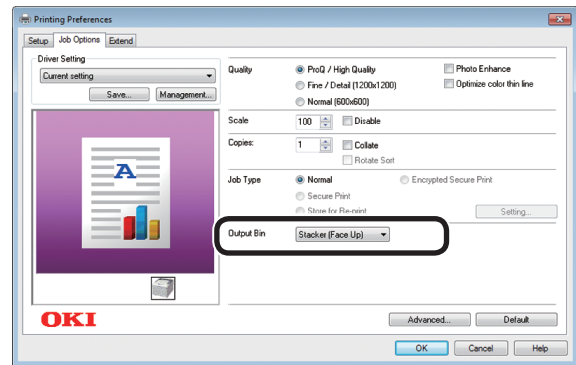 Printing Preferences
Setup Job Options Extend
Driver Setting
Current setting
Save... Management...
A
OKI
Quality ProQ / High Quality Photo Enhance
Fine / Detail (1200x1200) Optimize color thin line
Normal (600x600)
Scale 100 Disable
Copies: 1 Collate
Rotate Sort
Job Type Normal Encrypted Secure Print
Secure Print
Store for Re-print Setting...
Output Bin Stacker (Face Up)
Advanced... Default
OK Cancel Help